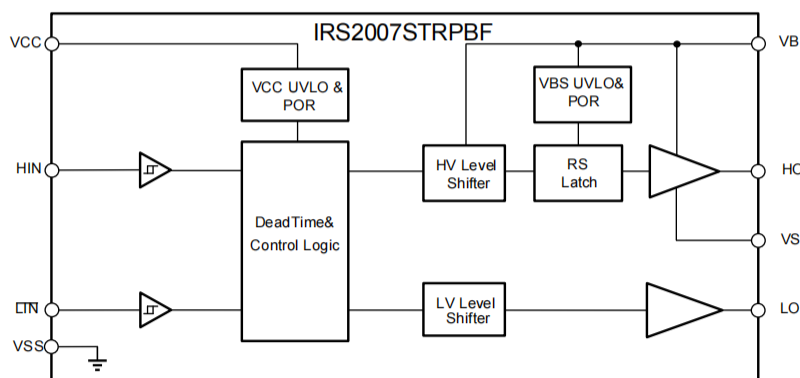 IRS2007STRPBF
VCC
VB
VCC UVLO &
POR
VBS UVLO&
POR
HIN
HV Level
Shifter
RS
Latch
HO
DeadTime&
Control Logic
VS
LIN
LV Level
Shifter
LO
VSS